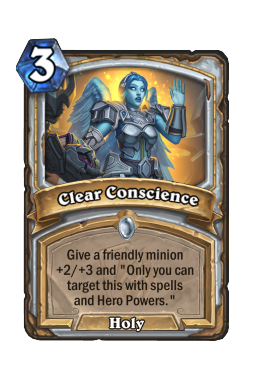 3
Clear Conscience
Give a friendly minion
+2/+3 and "Only you can
target this with spells
and Hero Powers."
Holy